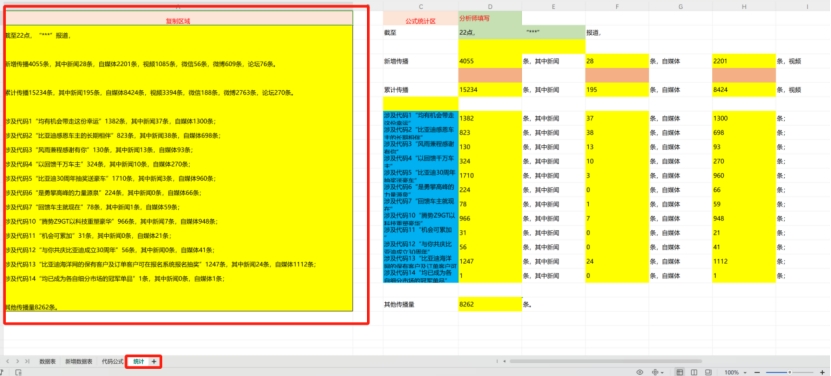 A
C
D
E
F
G
H
I
复制区域
截至22点，"***"报道，
新增传播4055条，其中新闻28条、自媒体2201条，视频1085条，微信56条，微博609条，论坛76条。
累计传播15234条，其中新闻195条，自媒体8424条，视频3394条，微信188条，微博2763条，论坛270条。
涉及代码1 "均有机会带走这份幸运" 1382条，其中新闻37条，自媒体1300条；
涉及代码2 "比亚迪感恩车主的长期相伴" 823条，其中新闻38条，自媒体698条；
涉及代码3 "风雨兼程感谢有你" 130条，其中新闻13条，自媒体93条；
涉及代码4 "以回馈千万车主" 324条，其中新闻10条，自媒体270条；
涉及代码5 "比亚迪30周年抽奖送豪车" 1710条，其中新闻3条，自媒体960条；
涉及代码6 "是勇攀高峰的力量源泉" 224条，其中新闻0条，自媒体66条；
涉及代码7 "回馈车主就现在" 78条，其中新闻1条，自媒体59条；
涉及代码10 "腾势Z9GT以科技重塑豪华" 966条，其中新闻7条，自媒体948条；
涉及代码11 "机会可累加" 31条，其中新闻0条，自媒体21条；
涉及代码12 "与你共庆比亚迪成立30周年" 56条，其中新闻0条，自媒体41条；
涉及代码13 "比亚迪海洋网的保有客户及订单客户可在报名系统报名抽奖" 1247条，其中新闻24条，自媒体1112条；
涉及代码14 "均已成为各自细分市场的冠军单品" 1条，其中新闻0条，自媒体1条；
其他传播量8262条。
公式统计区
分析师填写
截至 22点， "***" 报道，
新增传播 4055 条，其中新闻 28 条，自媒体 2201 条，视频
累计传播 15234 条，其中新闻 195 条，自媒体 8424 条，视频
涉及代码1 "均有机会带走这份幸运" 1382 条，其中新闻 37 条，自媒体 1300 条；
涉及代码2 "比亚迪感恩车主的长期相伴" 823 条，其中新闻 38 条，自媒体 698 条；
涉及代码3 "风雨兼程感谢有你" 130 条，其中新闻 13 条，自媒体 93 条；
涉及代码4 "以回馈千万车主" 324 条，其中新闻 10 条，自媒体 270 条；
涉及代码5 "比亚迪30周年抽奖送豪车" 1710 条，其中新闻 3 条，自媒体 960 条；
涉及代码6 "是勇攀高峰的力量源泉" 224 条，其中新闻 0 条，自媒体 66 条；
涉及代码7 "回馈车主就现在" 78 条，其中新闻 1 条，自媒体 59 条；
涉及代码10 "腾势Z9GT以科技重塑豪华" 966 条，其中新闻 7 条，自媒体 948 条；
涉及代码11 "机会可累加" 31 条，其中新闻 0 条，自媒体 21 条；
涉及代码12 "与你共庆比亚迪成立30周年" 56 条，其中新闻 0 条，自媒体 41 条；
涉及代码13 "比亚迪海洋网的保有客户及订单客户可 1247 条，其中新闻 24 条，自媒体 1112 条；
涉及代码14 "均已成为各自细分市场的冠军单品" 1 条，其中新闻 0 条，自媒体 1 条；
其他传播量 8262 条。
数据表 新增数据表 代码公式 统计 +
100%